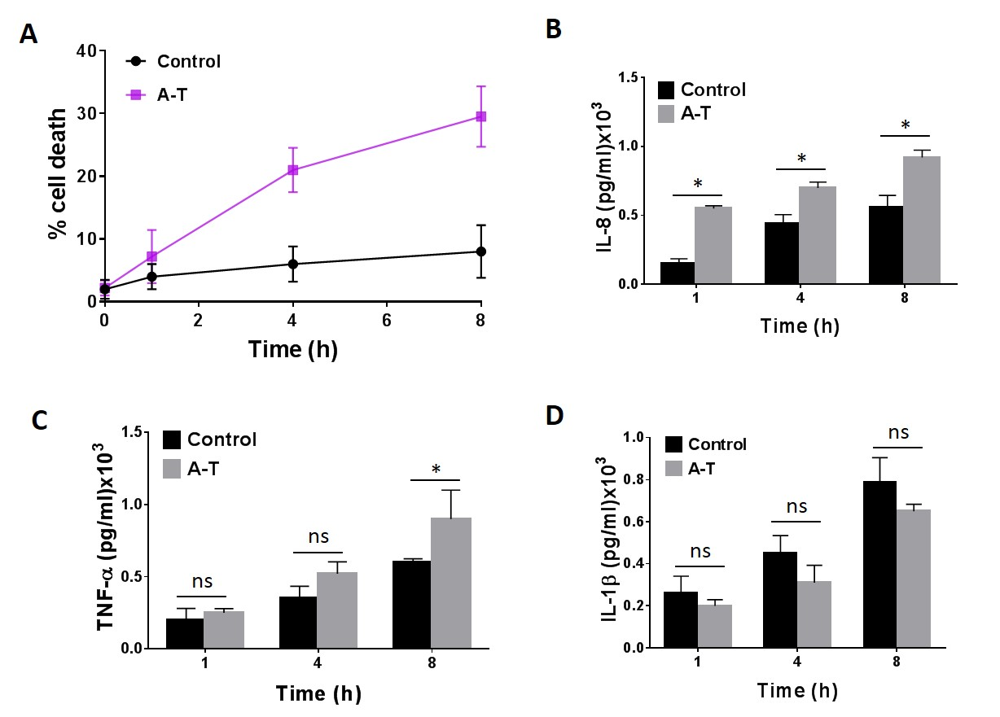 A
40
30
20
10
0
% cell death
Control
A-T
0 2 4 6 8
Time (h)
B
1.5
1.0
0.5
0.0
IL-8 (pg/ml)x10³
Control
A-T
*
*
*
1 4 8
Time (h)
C
1.5
1.0
0.5
0.0
TNF-α (pg/ml)x10³
Control
A-T
ns
ns
*
1 4 8
Time (h)
D
1.0
0.8
0.6
0.4
0.2
0.0
IL-1β (pg/ml)x10³
Control
A-T
ns
ns
ns
1 4 8
Time (h)